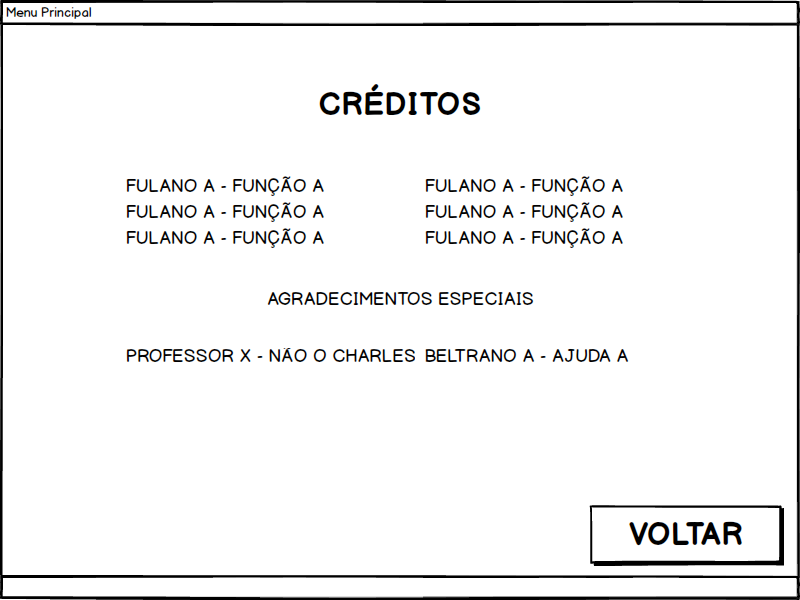 Menu Principal
CRÉDITOS
FULANO A - FUNÇÃO A
FULANO A - FUNÇÃO A
FULANO A - FUNÇÃO A
FULANO A - FUNÇÃO A
FULANO A - FUNÇÃO A
FULANO A - FUNÇÃO A
AGRADECIMENTOS ESPECIAIS
PROFESSOR X - NÃO O CHARLES
BELTRANO A - AJUDA A
VOLTAR